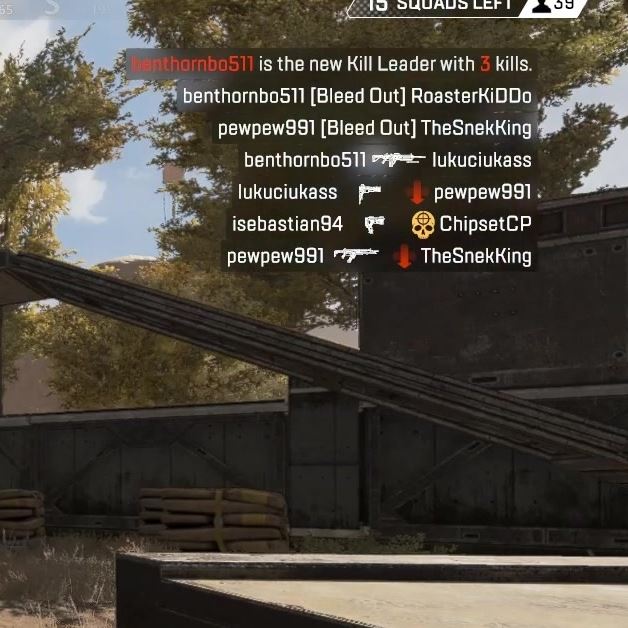 15 SQUADS LEFT 39
benthornbo511 is the new Kill Leader with 3 kills.
benthornbo511 [Bleed Out] RoasterKiDDo
pewpew991 [Bleed Out] TheSnekKing
benthornbo511 lukuciukass
lukuciukass pewpew991
isebastian94 ChipsetCP
pewpew991 TheSnekKing